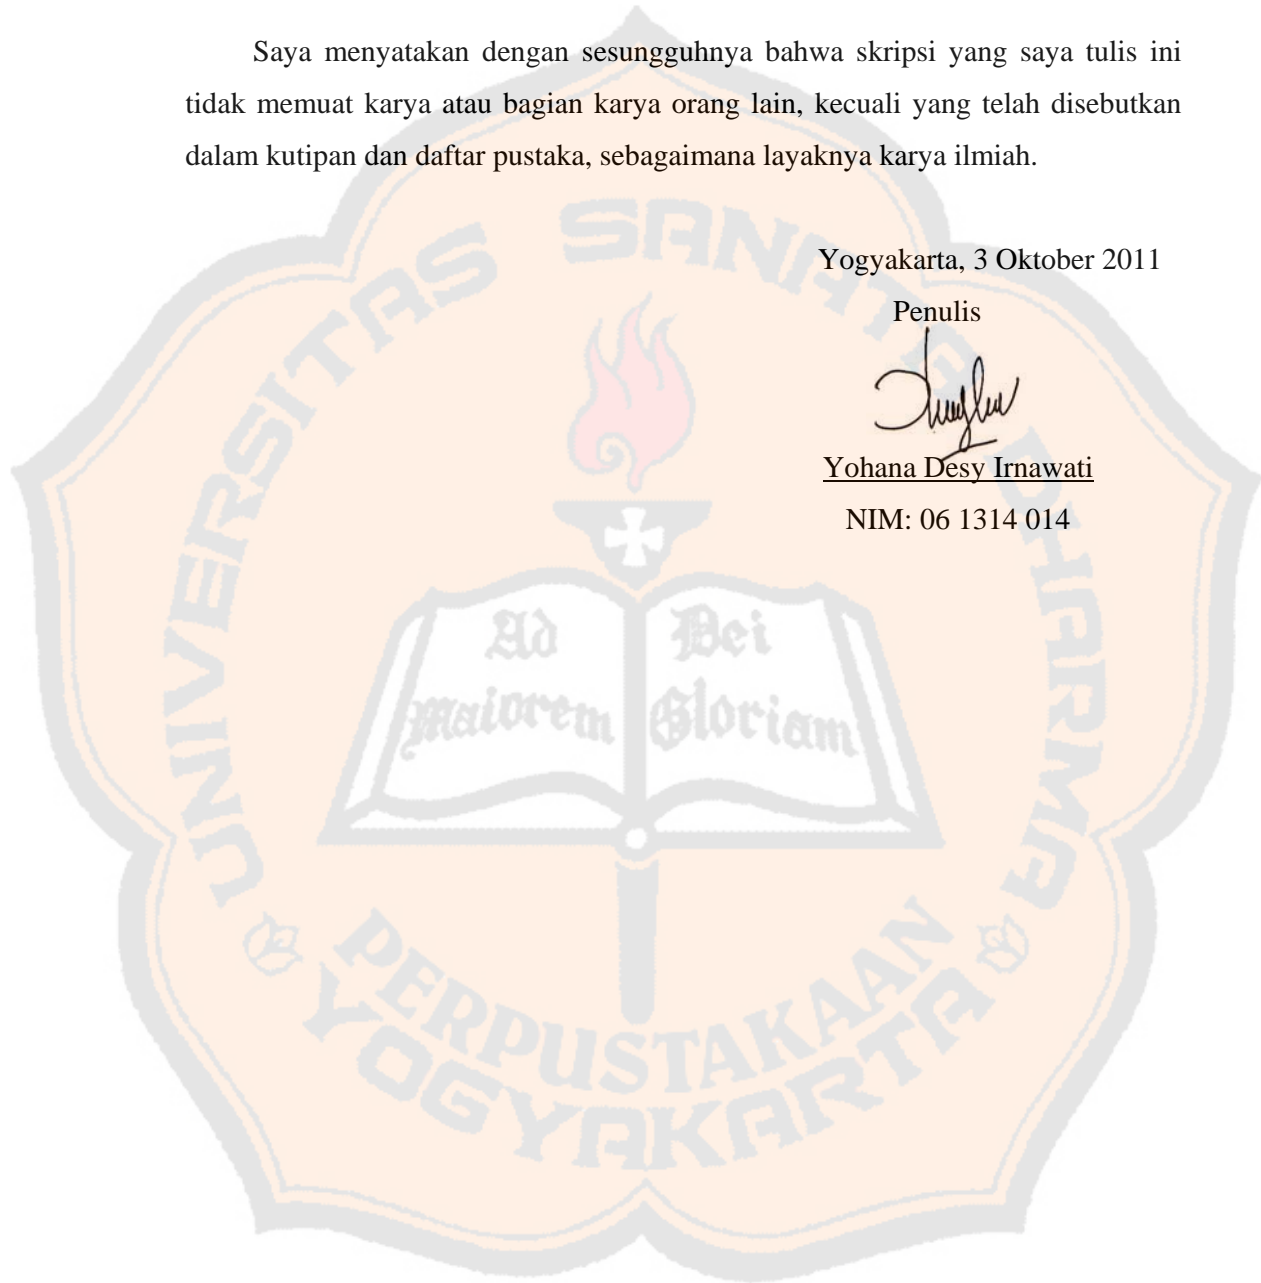 Saya menyatakan dengan sesungguhnya bahwa skripsi yang saya tulis ini
tidak memuat karya atau bagian karya orang lain, kecuali yang telah disebutkan
dalam kutipan dan daftar pustaka, sebagaimana layaknya karya ilmiah.
Yogyakarta, 3 Oktober 2011
Penulis
Yohana Desy Irnawati
NIM: 06 1314 014
UNIVERSITAS SANATA DHARMA
Ad Dei
maiorem Gloriam
PERPUSTAKAAN
YOGYAKARTA